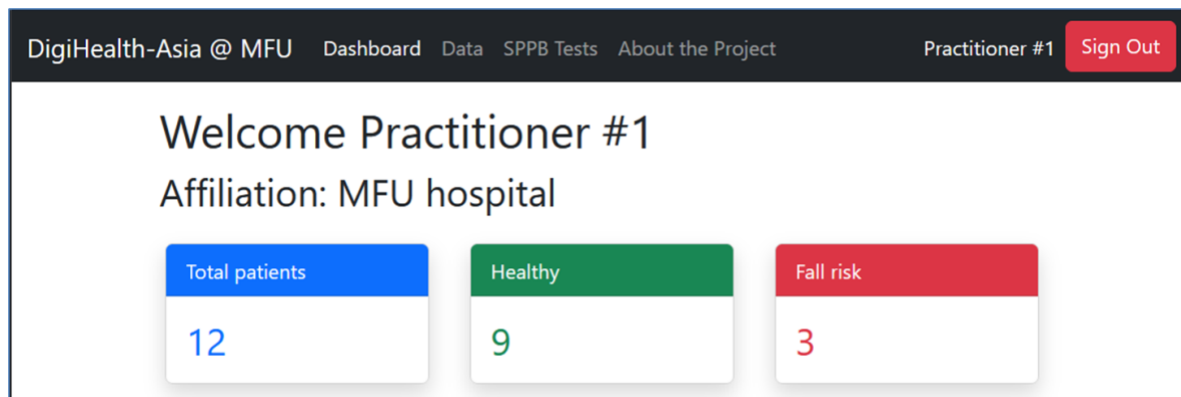 DigiHealth-Asia @ MFU Dashboard Data SPPB Tests About the Project Practitioner #1 Sign Out
Welcome Practitioner #1
Affiliation: MFU hospital
Total patients Healthy Fall risk
12 9 3